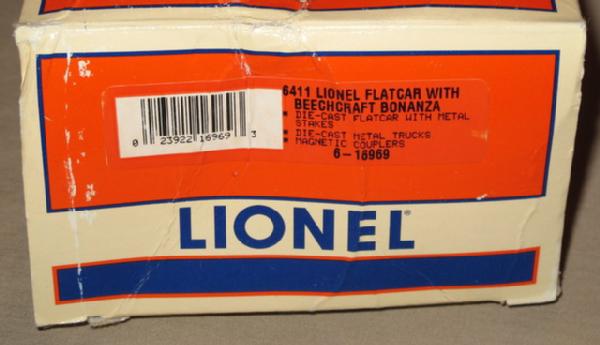 6411 LIONEL FLATCAR WITH
BEECHCRAFT BONANZA
• DIE-CAST FLATCAR WITH METAL
STAKES
• DIE-CAST METAL TRUCKS
• MAGNETIC COUPLERS
6-16969
0 23922 16969 3
LIONEL®